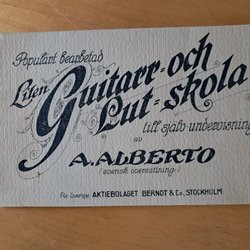 Populärt bearbetad
Liten Guitarr- och
Lut-skola
till själv-undervisning
av
A. ALBERTO
(svensk översättning)
För Sverige: AKTIEBOLAGET BERNDT & Co., STOCKHOLM.